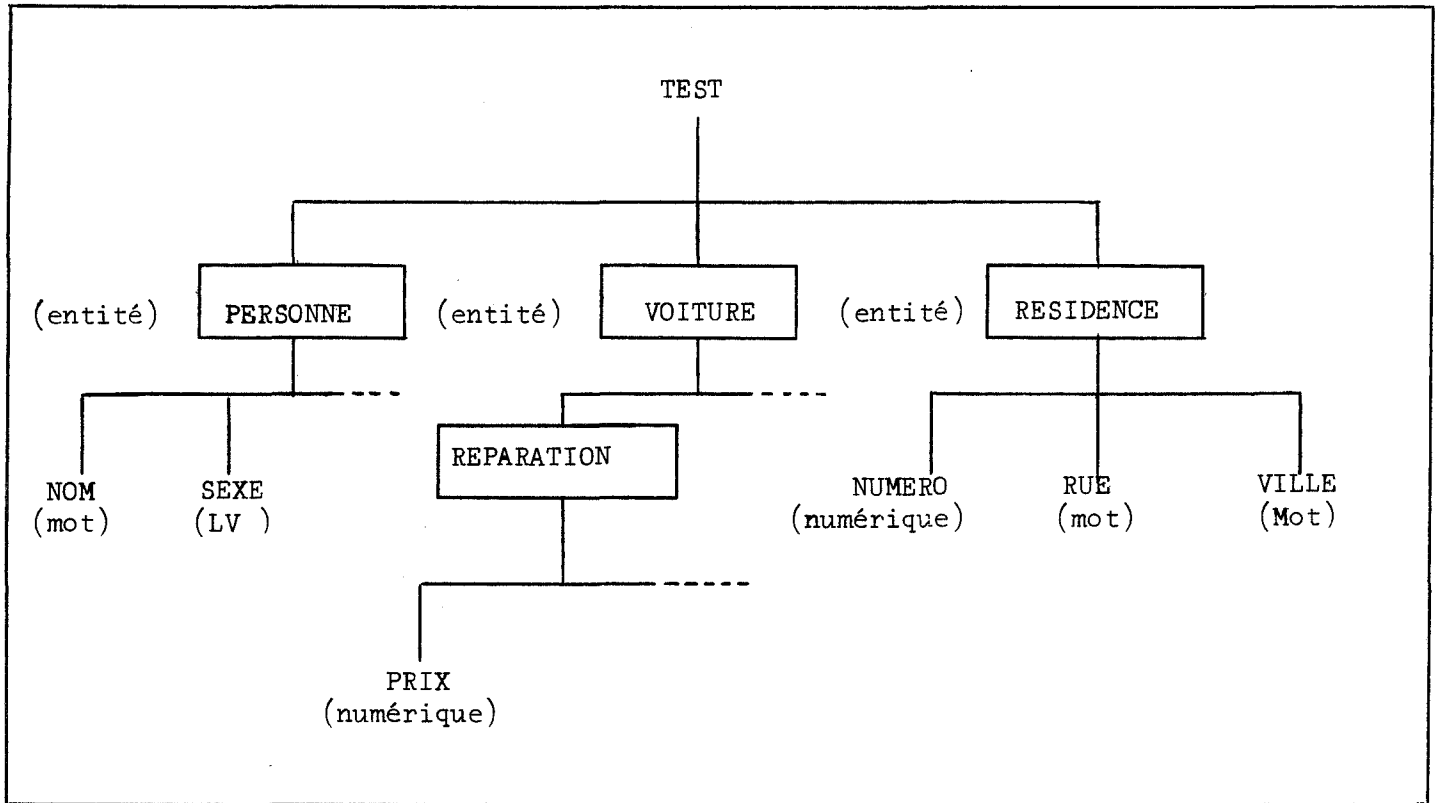 TEST
(entité) PERSONNE (entité) VOITURE (entité) RESIDENCE
REPARATION
NOM SEXE NUMERO RUE VILLE
(mot) (LV ) (numérique) (mot) (Mot)
PRIX
(numérique)